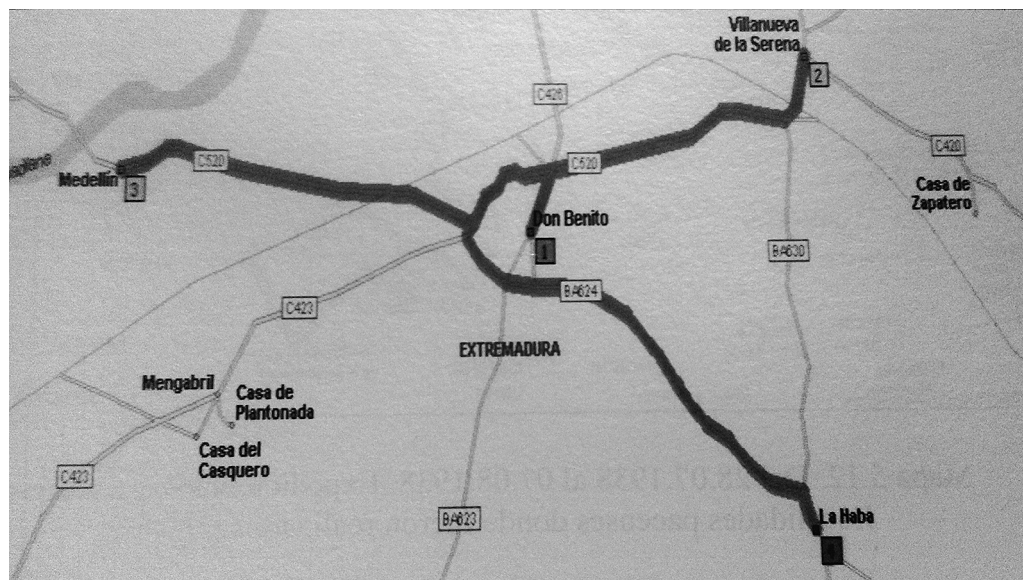 Villanueva
de la Serena
2
C426
C520
C520
C420
Medellín
3
Casa de
Zapatero
Don Benito
1
BA630
BA624
C423
EXTREMADURA
Mengabril
Casa de
Plantonada
Casa del
Casquero
C423
BA623
La Haba